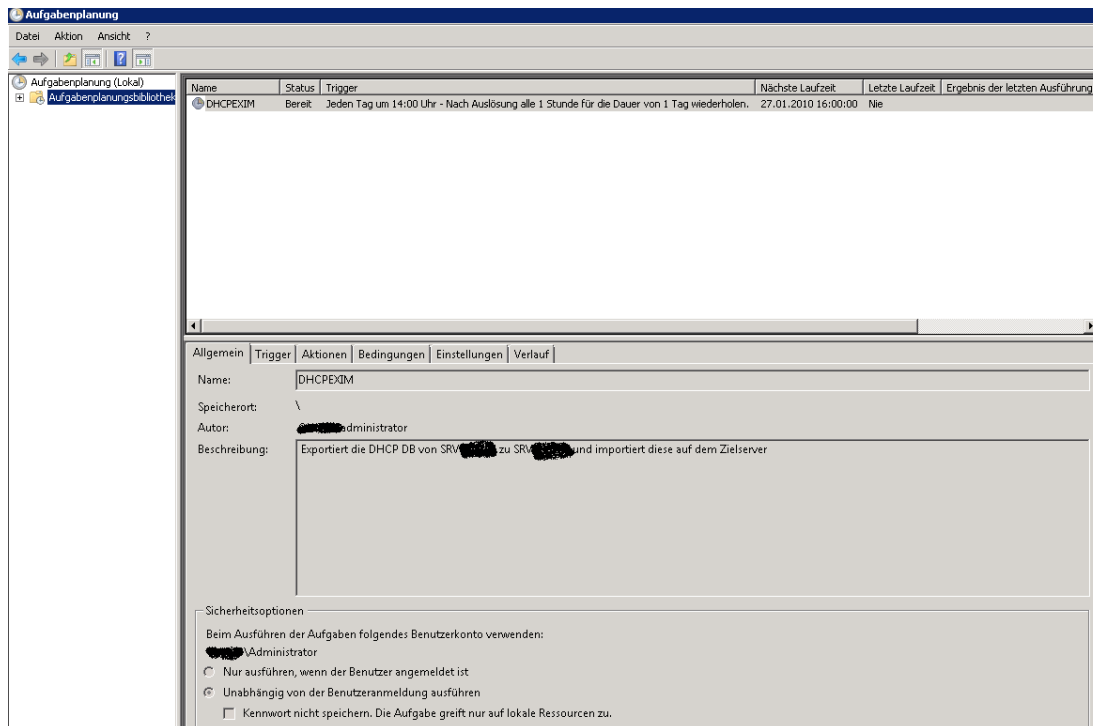 Aufgabenplanung
Datei Aktion Ansicht ?
Aufgabenplanung (Lokal)
Aufgabenplanungsbibliothek
Name Status Trigger Nächste Laufzeit Letzte Laufzeit Ergebnis der letzten Ausführung
DHCPEXIM Bereit Jeden Tag um 14:00 Uhr - Nach Auslösung alle 1 Stunde für die Dauer von 1 Tag wiederholen. 27.01.2010 16:00:00 Nie
Allgemein Trigger Aktionen Bedingungen Einstellungen Verlauf
Name: DHCPEXIM
Speicherort: \
Autor: administrator
Beschreibung: Exportiert die DHCP DB von SRV zu SRV und importiert diese auf dem Zielserver
Sicherheitsoptionen
Beim Ausführen der Aufgaben folgendes Benutzerkonto verwenden:
\Administrator
Nur ausführen, wenn der Benutzer angemeldet ist
Unabhängig von der Benutzeranmeldung ausführen
Kennwort nicht speichern. Die Aufgabe greift nur auf lokale Ressourcen zu.